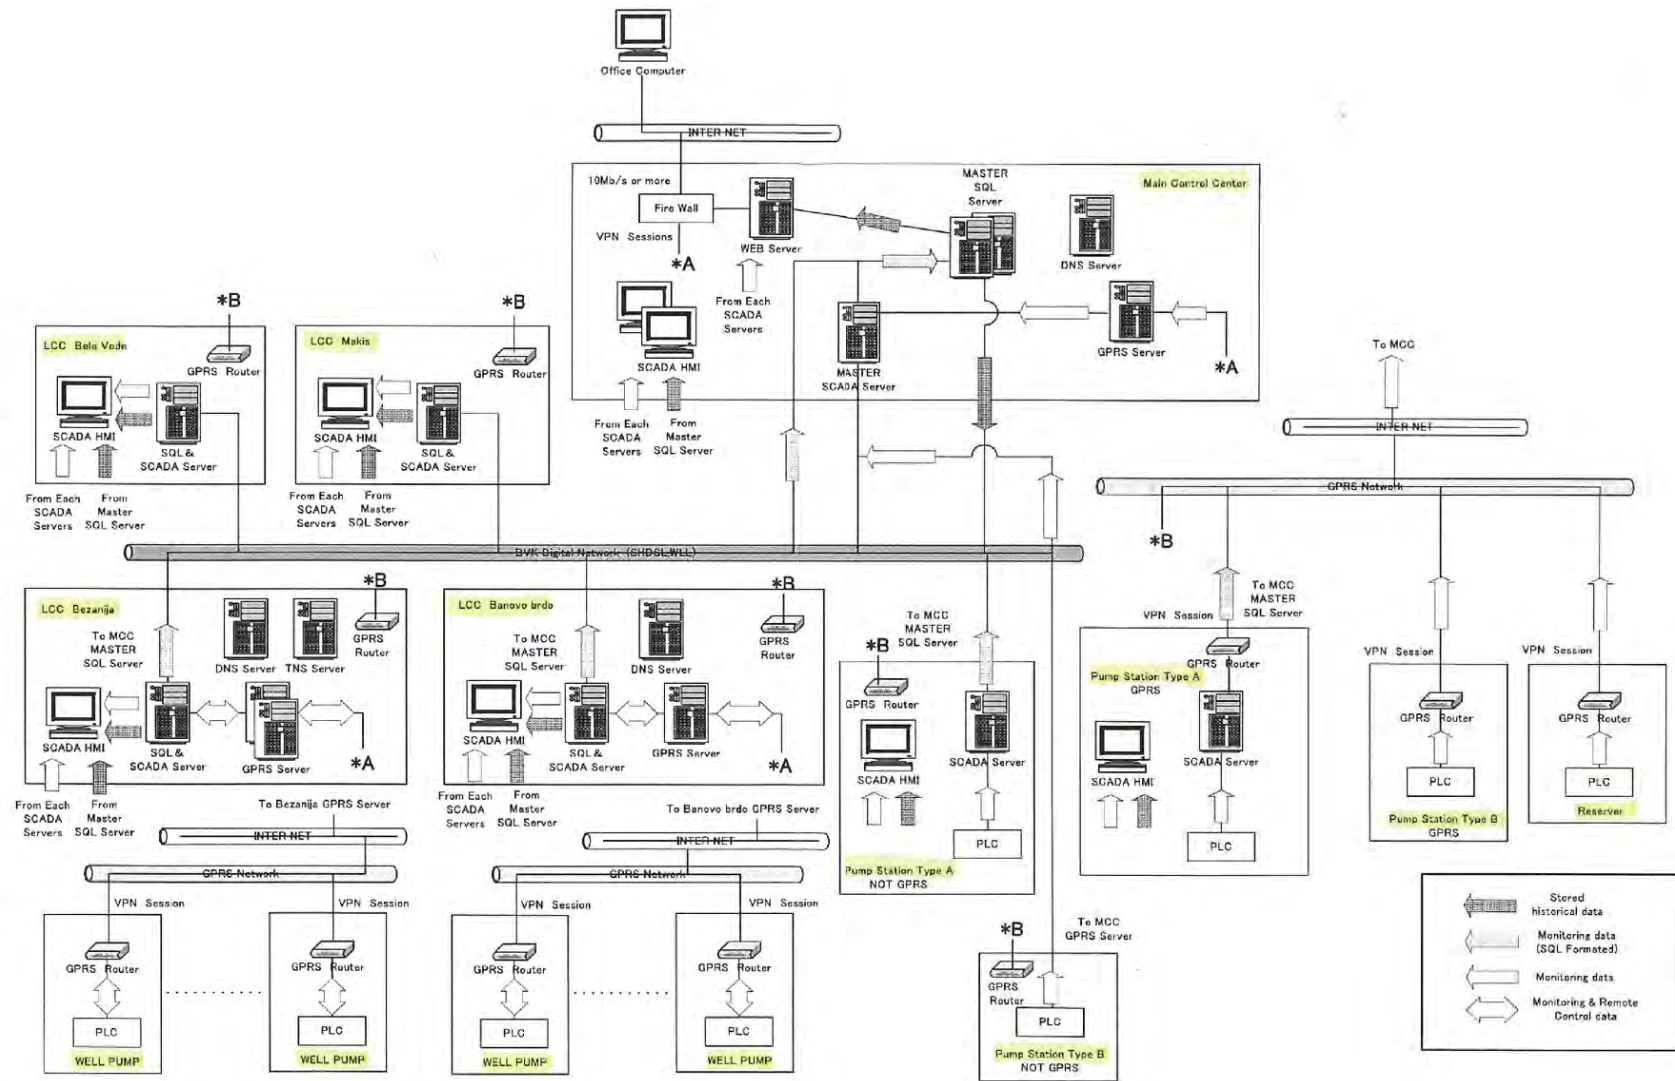 Office Computer
INTER NET
Main Control Center
10Mb/s or more
Fire Wall
VPN Sessions
*A
WEB Server
MASTER
SQL
Server
DNS Server
From Each
SCADA
Servers
SCADA HMI
MASTER
SCADA Server
GPRS Server
*A
From Each
SCADA
Servers
From
Master
SQL Server
*B
LCC Bele Vode
GPRS Router
SCADA HMI
SQL &
SCADA Server
From Each
SCADA
Servers
From
Master
SQL Server
*B
LCC Makis
GPRS Router
SCADA HMI
SQL &
SCADA Server
From Each
SCADA
Servers
From
Master
SQL Server
To MCC
INTER NET
GPRS Network
*B
BVK Digital Network (SHDSL,WLL)
*B
LCC Bezanija
GPRS
Router
DNS Server
TNS Server
To MCC
MASTER
SQL Server
SCADA HMI
SQL &
SCADA Server
GPRS Server
*A
From Each
SCADA
Servers
From
Master
SQL Server
*B
LCC Banovo brdo
GPRS
Router
DNS Server
To MCC
MASTER
SQL Server
SCADA HMI
SQL &
SCADA Server
GPRS Server
*A
From Each
SCADA
Servers
From
Master
SQL Server
To MCC
MASTER
SQL Server
*B
GPRS Router
SCADA HMI
SCADA Server
PLC
Pump Station Type A
NOT GPRS
To MCC
MASTER
SQL Server
VPN Session
GPRS Router
Pump Station Type A
GPRS
SCADA HMI
SCADA Server
PLC
VPN Session
GPRS Router
PLC
Pump Station Type B
GPRS
VPN Session
GPRS Router
PLC
Reserver
To Bezanija GPRS Server
INTER NET
GPRS Network
VPN Session
GPRS Router
PLC
WELL PUMP
VPN Session
GPRS Router
PLC
WELL PUMP
To Banovo brdo GPRS Server
INTER NET
GPRS Network
VPN Session
GPRS Router
PLC
WELL PUMP
VPN Session
GPRS Router
PLC
WELL PUMP
To MCC
GPRS Server
*B
GPRS
Router
PLC
Pump Station Type B
NOT GPRS
Stored
historical data
Monitoring data
(SQL Formated)
Monitoring data
Monitoring & Remote
Control data